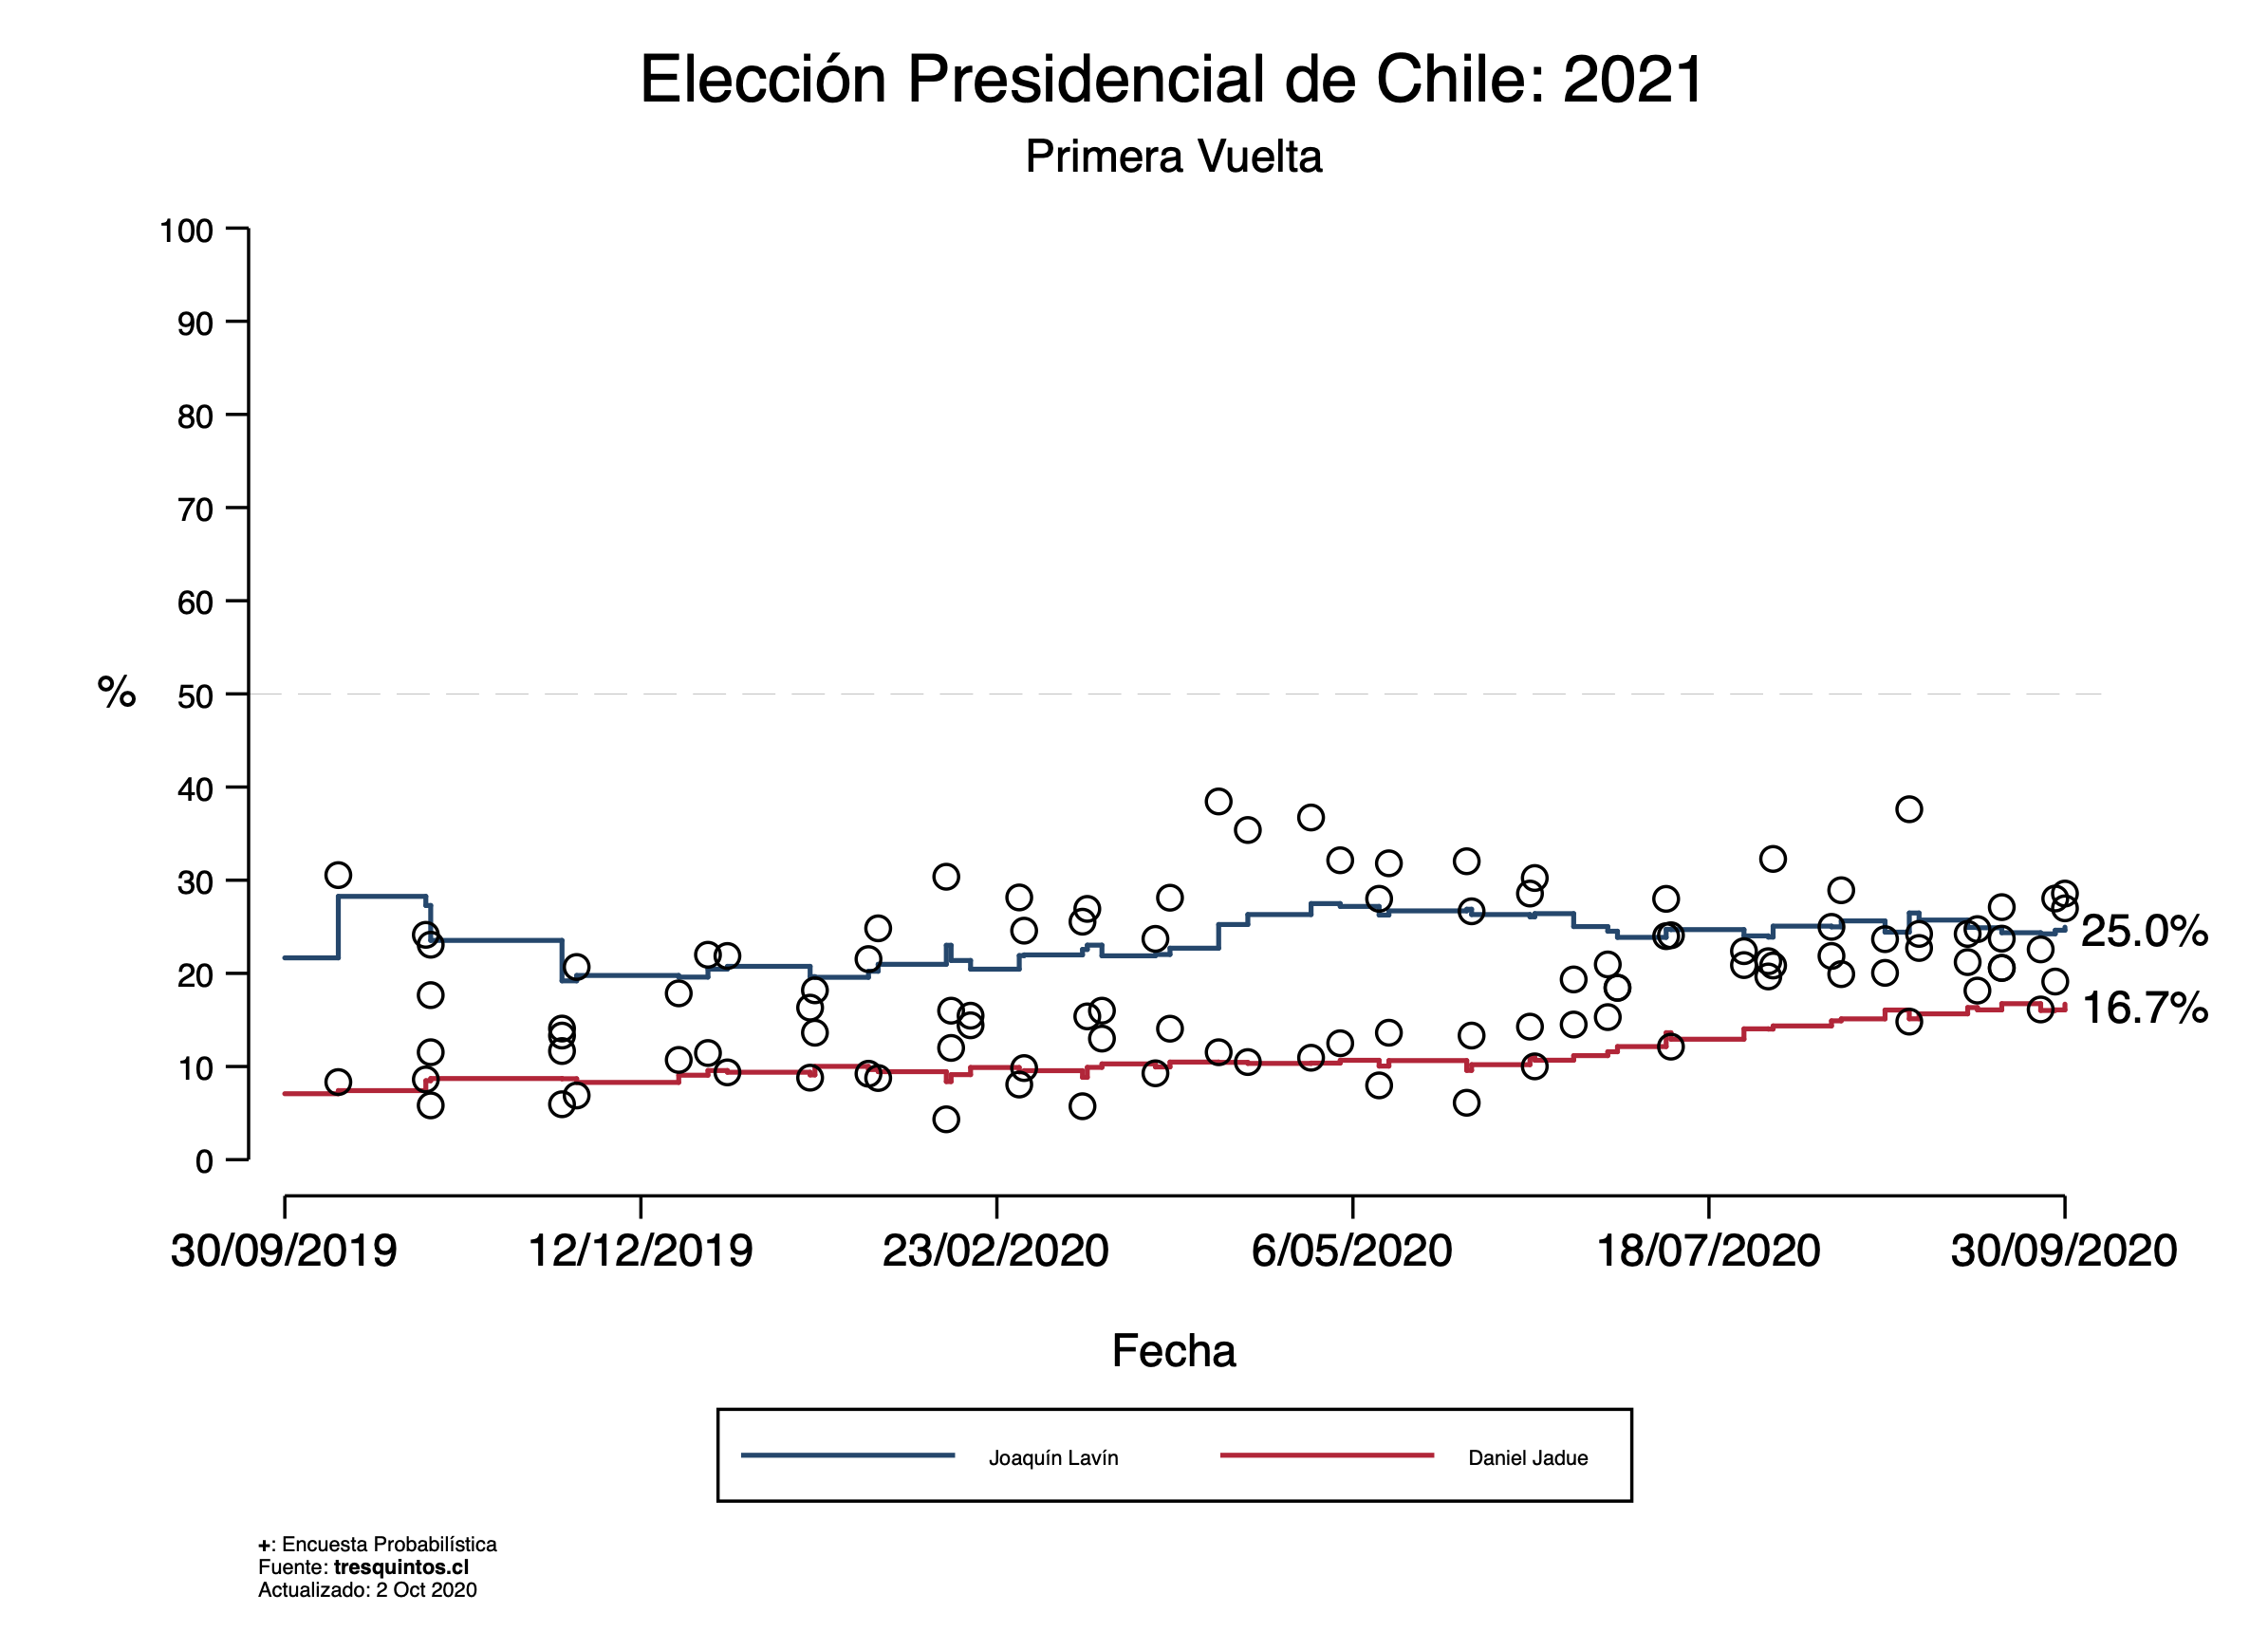 Elección Presidencial de Chile: 2021
Primera Vuelta
100
90
80
70
60
% 50
40
30
20
10
0
25.0%
16.7%
30/09/2019 12/12/2019 23/02/2020 6/05/2020 18/07/2020 30/09/2020
Fecha
Joaquín Lavín Daniel Jadue
+: Encuesta Probabilística
Fuente: tresquintos.cl
Actualizado: 2 Oct 2020